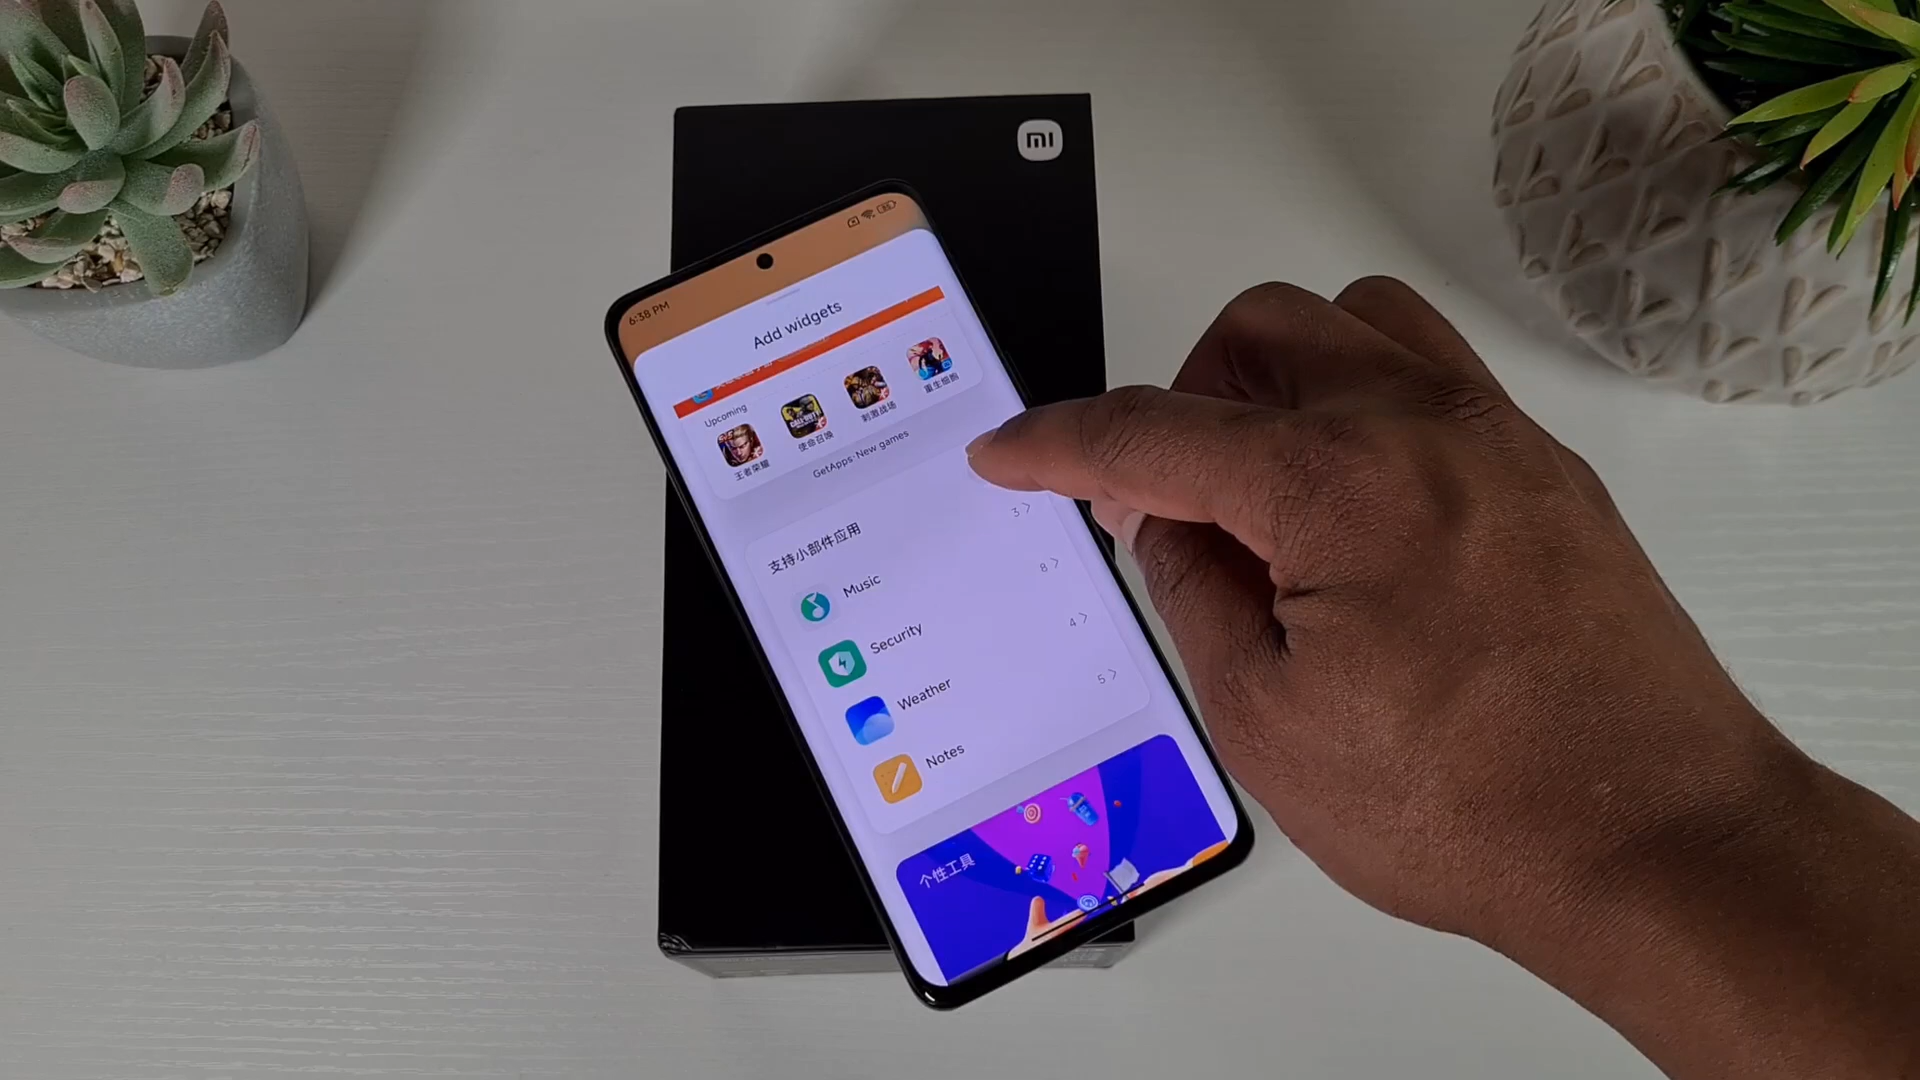 mi
6:38 PM
Add widgets
Upcoming
王者荣耀
使命召唤
刺激战场
重生细胞
GetApps·New games
支持小部件应用
Music 3
Security 8
Weather 4
Notes 5
个性工具